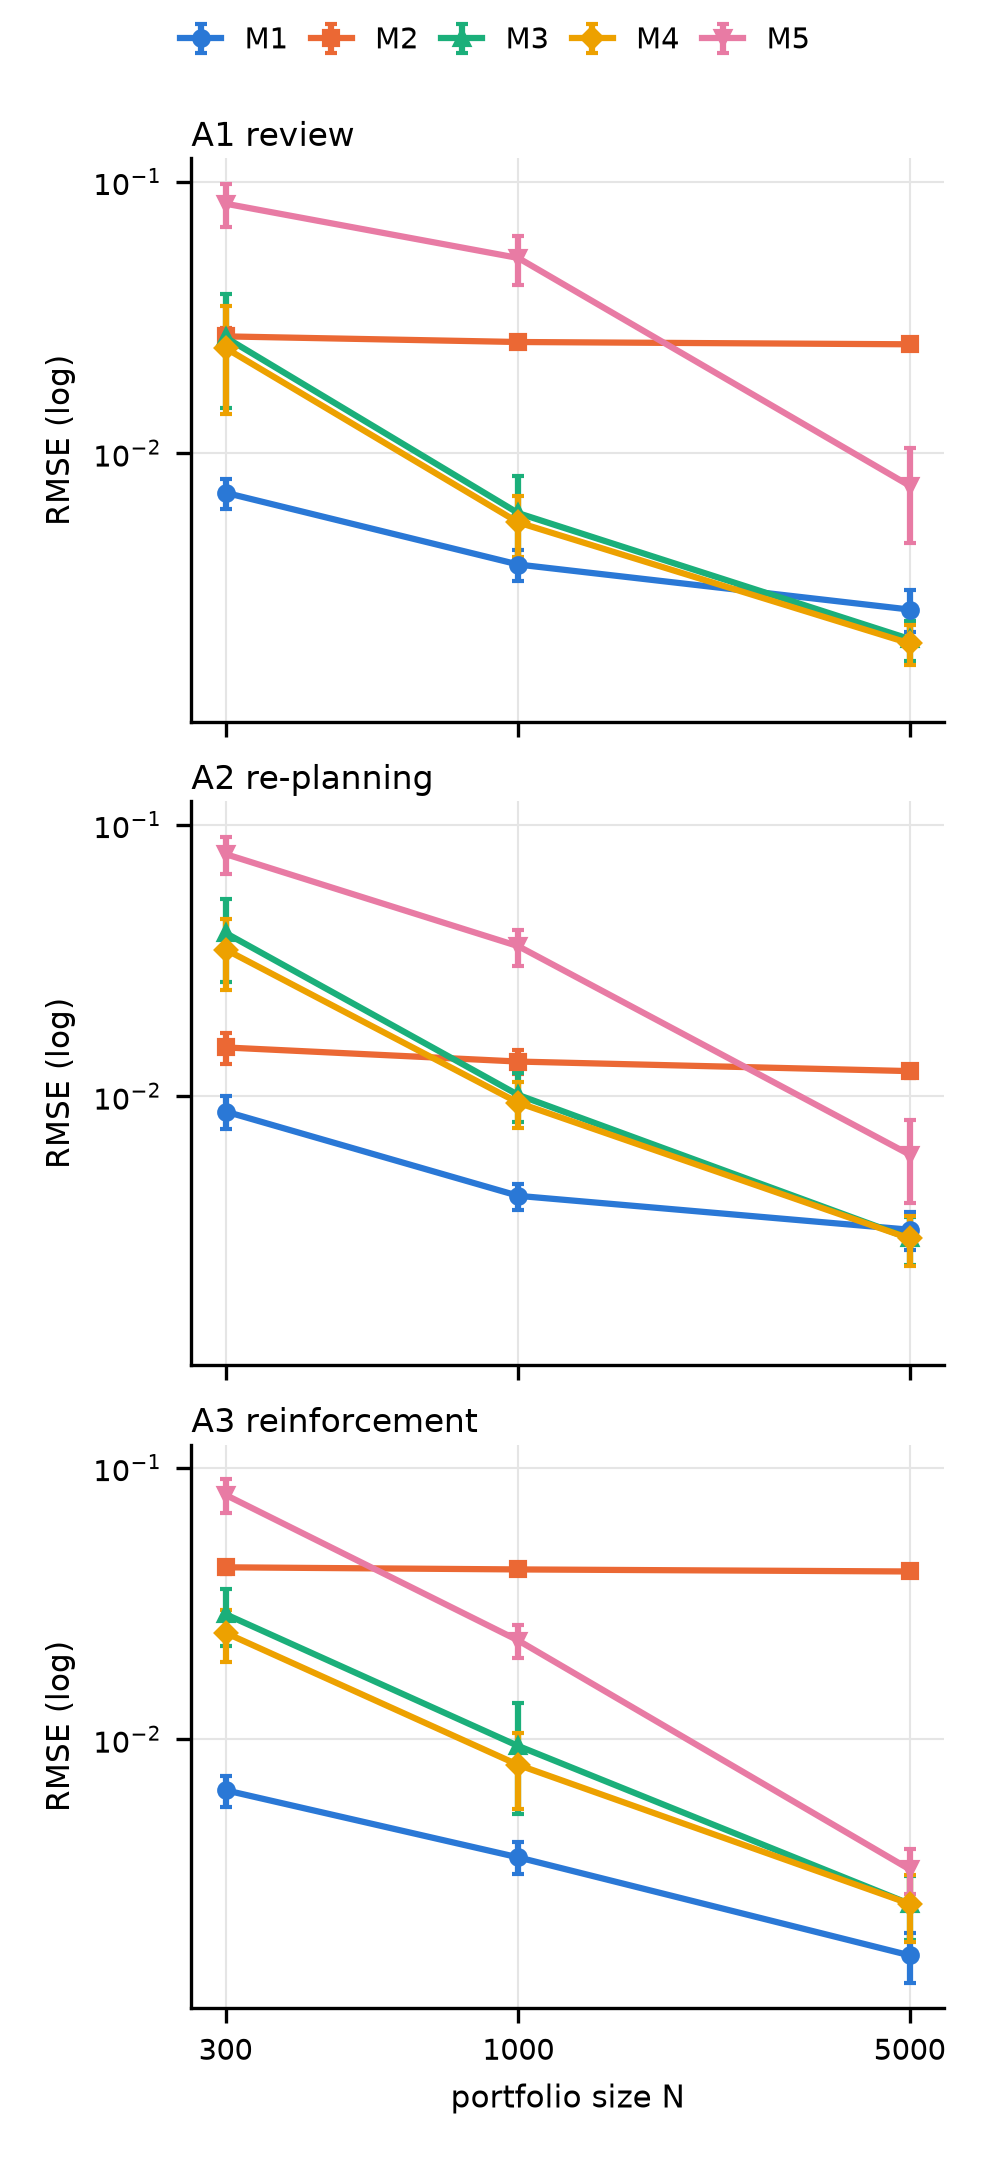 M1 M2 M3 M4 M5
A1 review
10⁻¹
10⁻²
RMSE (log)
A2 re-planning
10⁻¹
10⁻²
RMSE (log)
A3 reinforcement
10⁻¹
10⁻²
RMSE (log)
300 1000 5000
portfolio size N